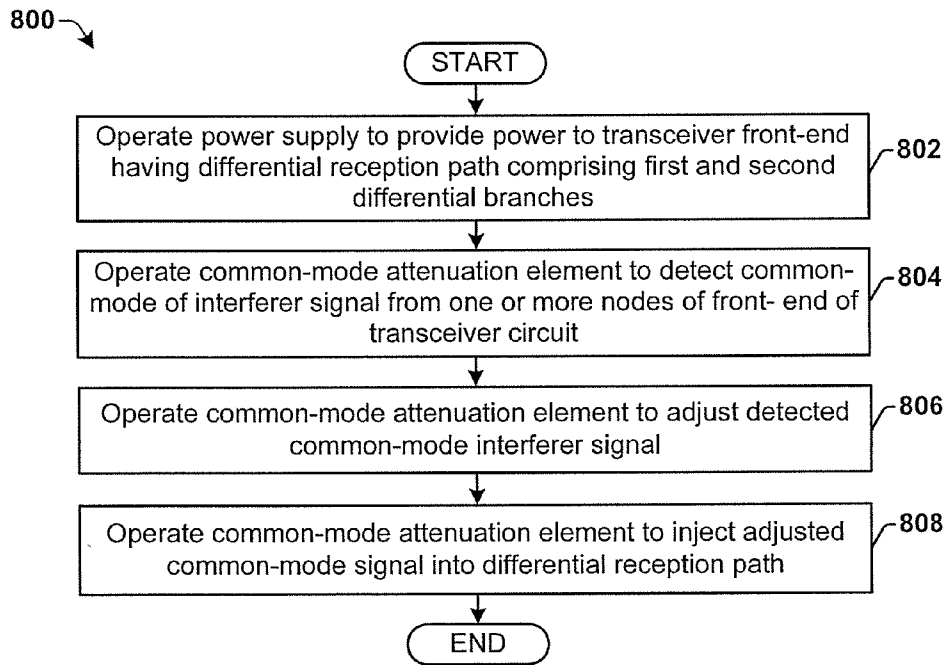 800
START
Operate power supply to provide power to transceiver front-end
having differential reception path comprising first and second
differential branches
802
Operate common-mode attenuation element to detect common-
mode of interferer signal from one or more nodes of front- end of
transceiver circuit
804
Operate common-mode attenuation element to adjust detected
common-mode interferer signal
806
Operate common-mode attenuation element to inject adjusted
common-mode signal into differential reception path
808
END